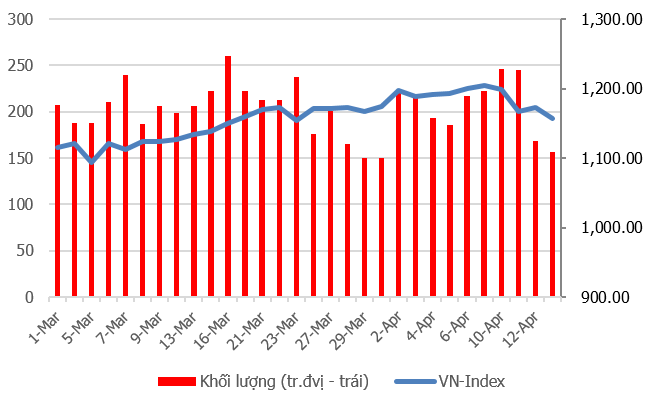 300
250
200
150
100
50
0
1,300.00
1,200.00
1,100.00
1,000.00
900.00
1-Mar
5-Mar
7-Mar
9-Mar
13-Mar
16-Mar
21-Mar
23-Mar
27-Mar
29-Mar
2-Apr
4-Apr
6-Apr
10-Apr
12-Apr
Khối lượng (tr.đvị - trái)
VN-Index